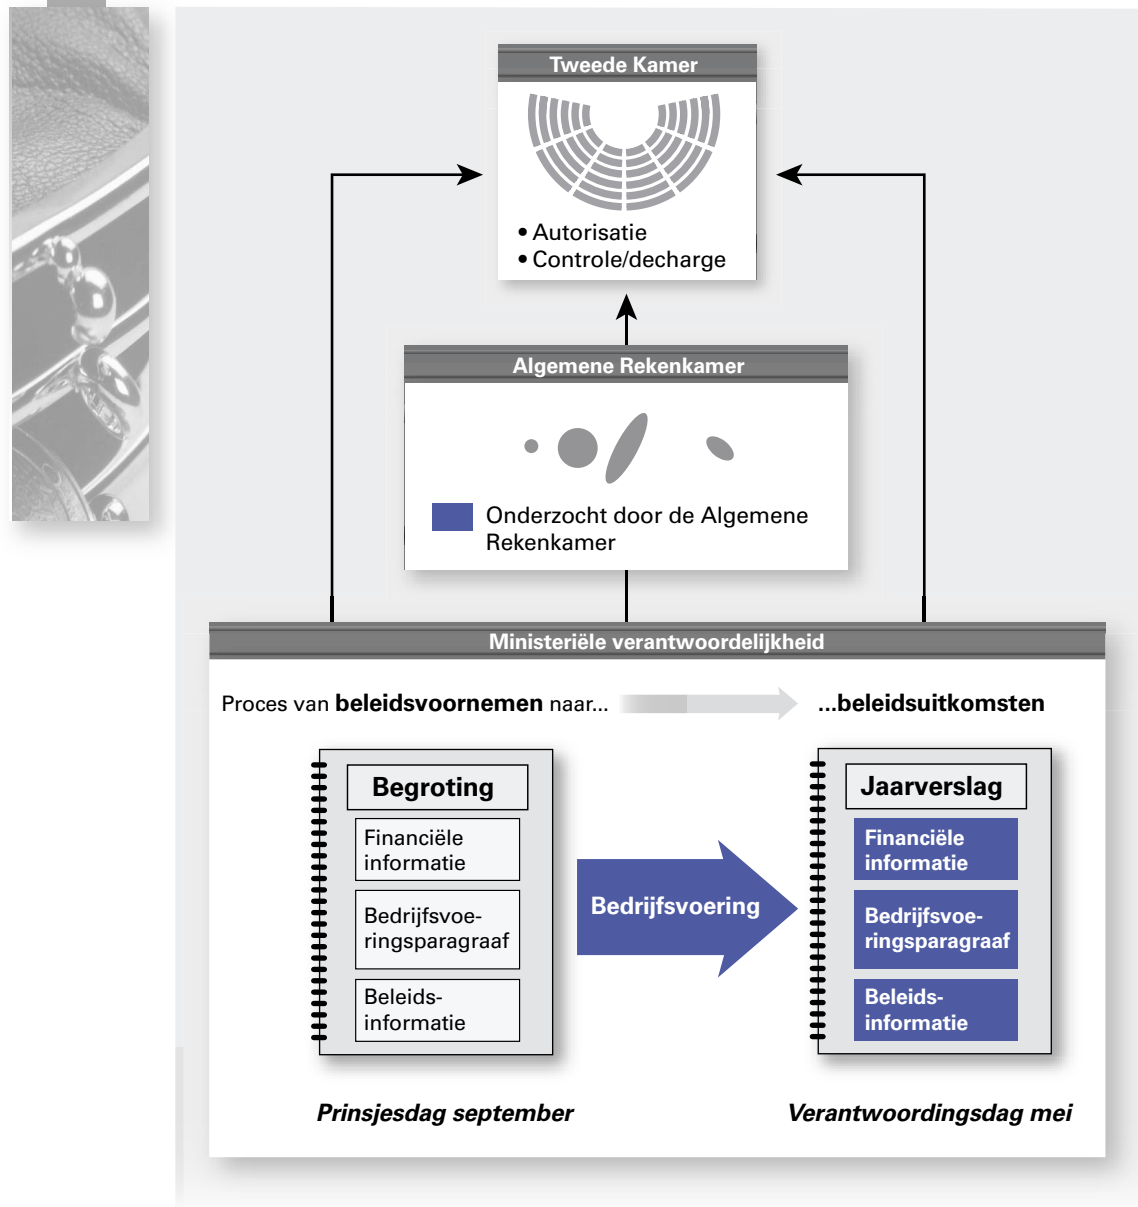 Tweede Kamer
• Autorisatie
• Controle/decharge
Algemene Rekenkamer
Onderzocht door de Algemene
Rekenkamer
Ministeriële verantwoordelijkheid
Proces van beleidsvoornemen naar...
...beleidsuitkomsten
Begroting
Financiële
informatie
Bedrijfsvoe-
ringsparagraaf
Beleids-
informatie
Bedrijfsvoering
Jaarverslag
Financiële
informatie
Bedrijfsvoe-
ringsparagraaf
Beleids-
informatie
Prinsjesdag september
Verantwoordingsdag mei